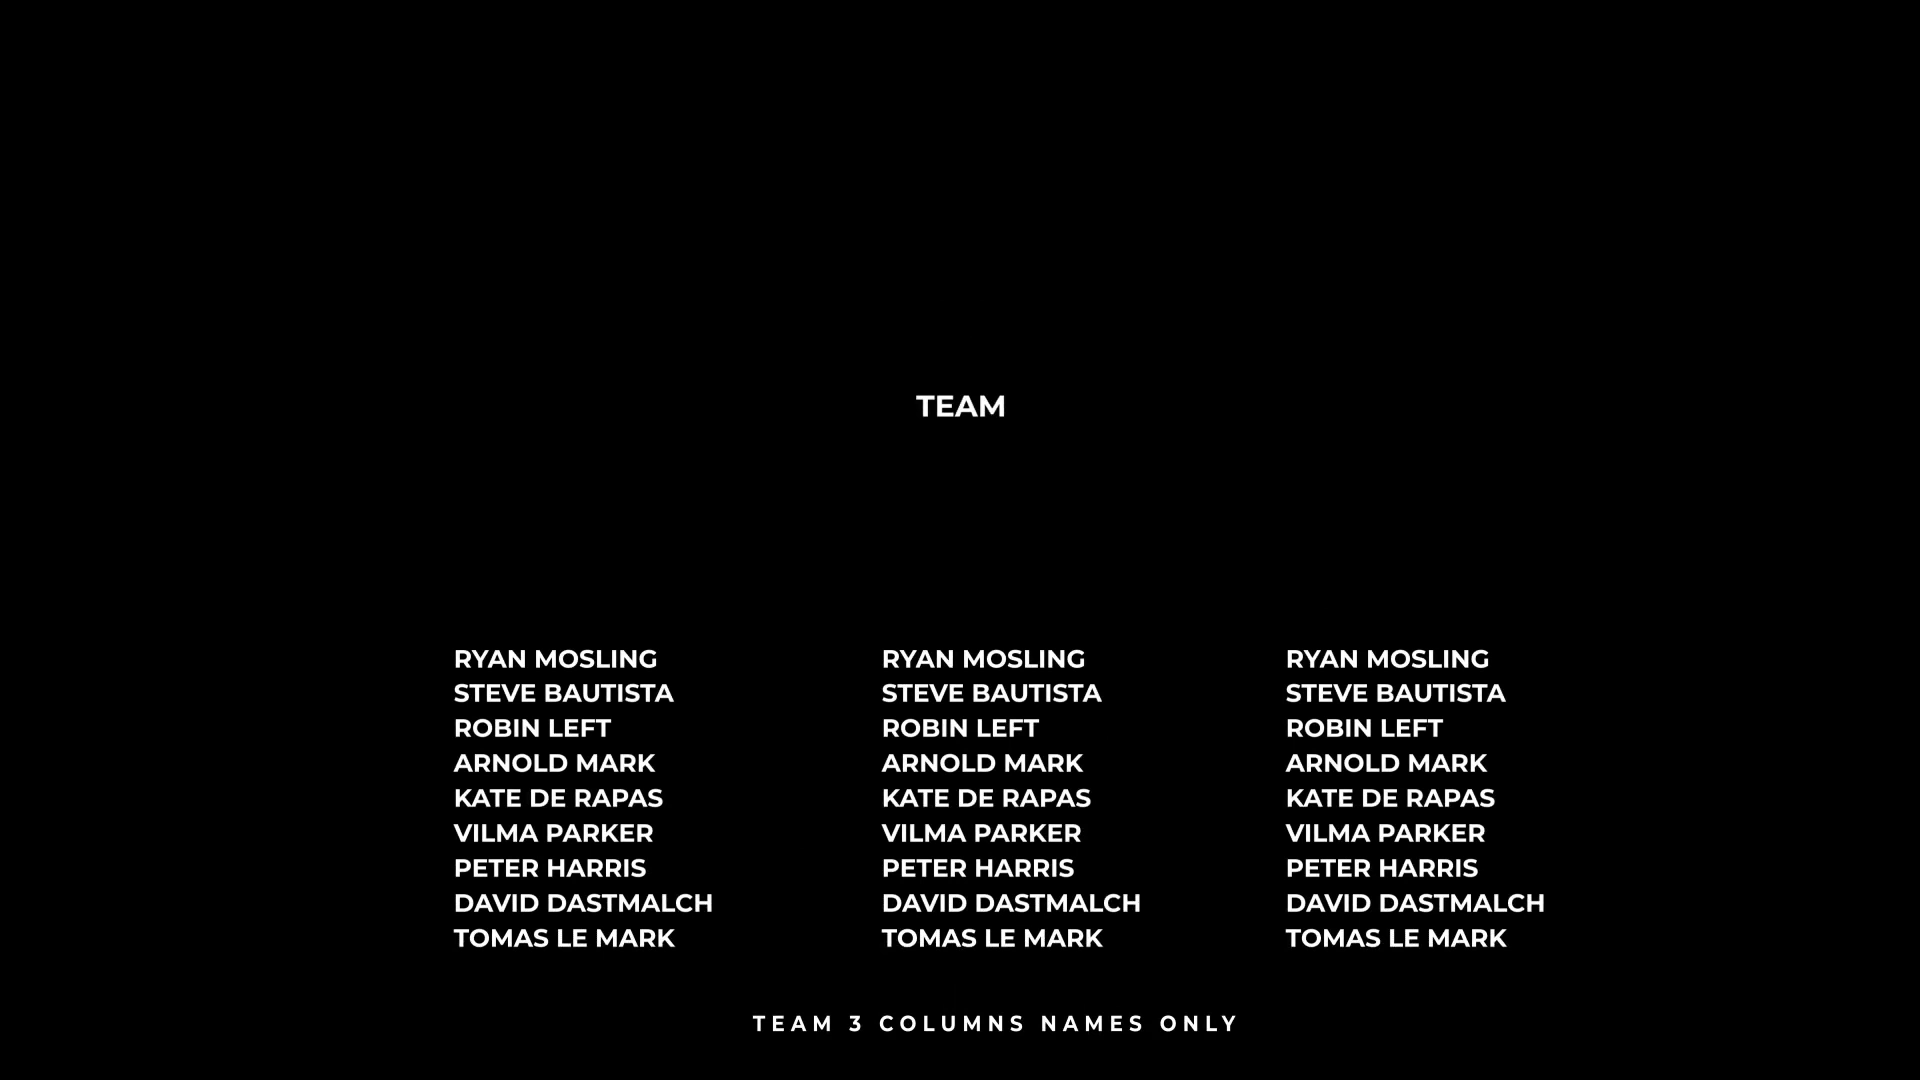 TEAM
RYAN MOSLING
STEVE BAUTISTA
ROBIN LEFT
ARNOLD MARK
KATE DE RAPAS
VILMA PARKER
PETER HARRIS
DAVID DASTMALCH
TOMAS LE MARK
RYAN MOSLING
STEVE BAUTISTA
ROBIN LEFT
ARNOLD MARK
KATE DE RAPAS
VILMA PARKER
PETER HARRIS
DAVID DASTMALCH
TOMAS LE MARK
RYAN MOSLING
STEVE BAUTISTA
ROBIN LEFT
ARNOLD MARK
KATE DE RAPAS
VILMA PARKER
PETER HARRIS
DAVID DASTMALCH
TOMAS LE MARK
TEAM 3 COLUMNS NAMES ONLY